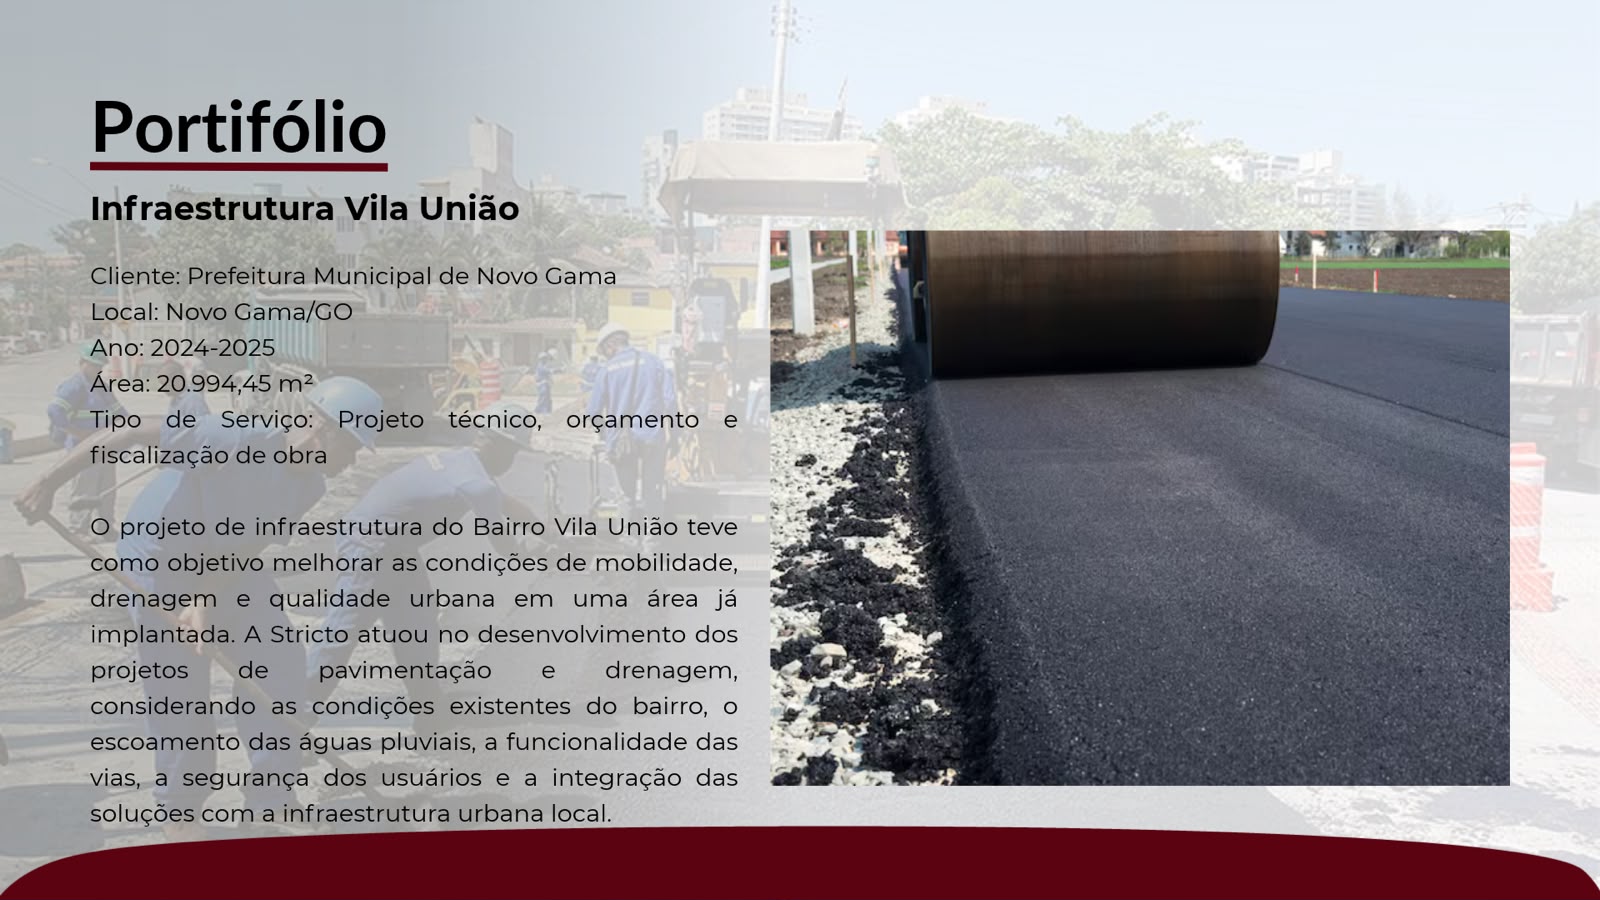 Portifólio
Infraestrutura Vila União
Cliente: Prefeitura Municipal de Novo Gama
Local: Novo Gama/GO
Ano: 2024-2025
Área: 20.994,45 m²
Tipo de Serviço: Projeto técnico, orçamento e
fiscalização de obra
O projeto de infraestrutura do Bairro Vila União teve
como objetivo melhorar as condições de mobilidade,
drenagem e qualidade urbana em uma área já
implantada. A Stricto atuou no desenvolvimento dos
projetos de pavimentação e drenagem,
considerando as condições existentes do bairro, o
escoamento das águas pluviais, a funcionalidade das
vias, a segurança dos usuários e a integração das
soluções com a infraestrutura urbana local.